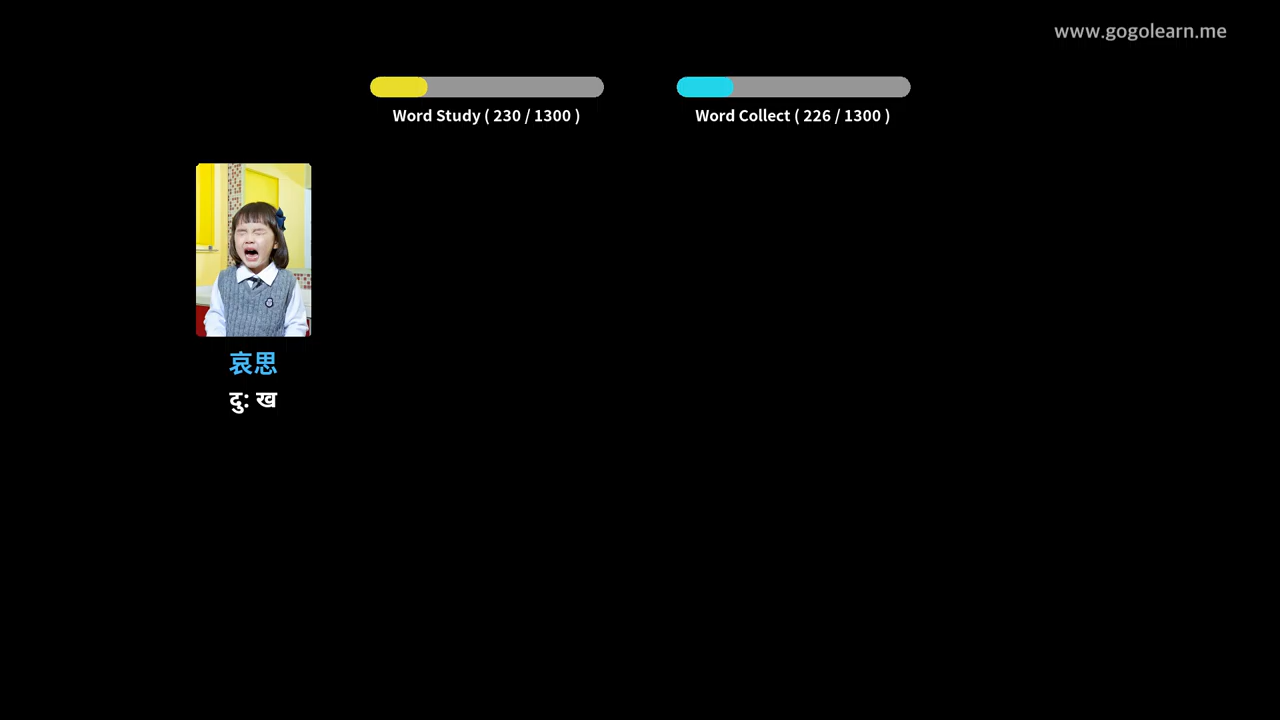 www.gogolearn.me
Word Study ( 230 / 1300 )
Word Collect ( 226 / 1300 )
哀思
दु: ख